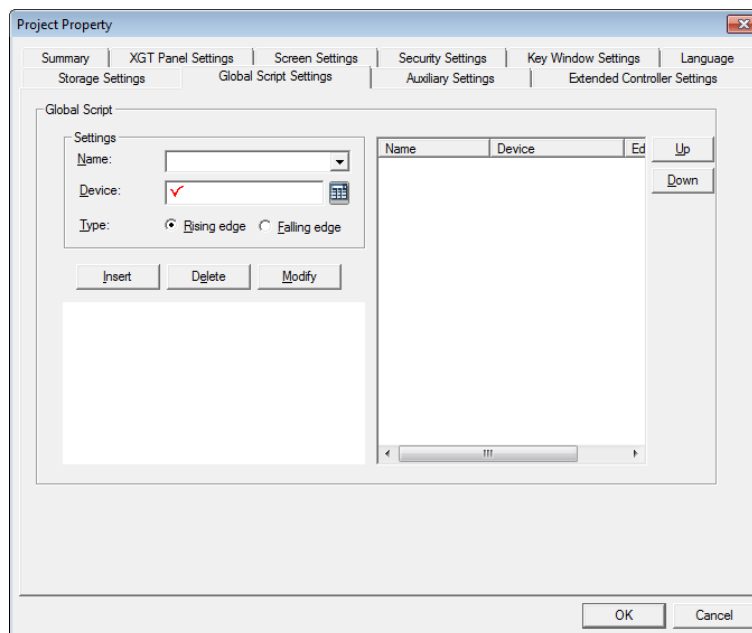 Project Property
Summary XGT Panel Settings Screen Settings Security Settings Key Window Settings Language
Storage Settings Global Script Settings Auxiliary Settings Extended Controller Settings
Global Script
Settings
Name:
Device:
Type: Rising edge Falling edge
Insert Delete Modify
Name Device Ed
Up
Down
OK Cancel